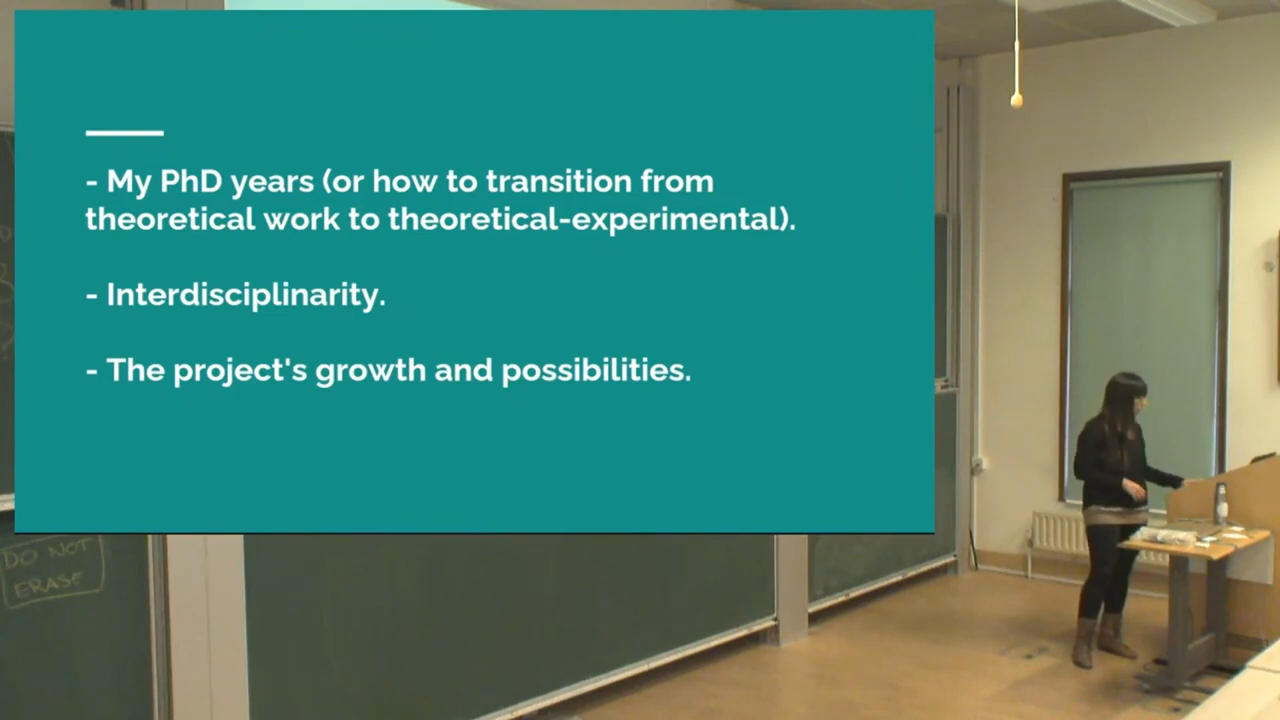 - My PhD years (or how to transition from
theoretical work to theoretical-experimental).
- Interdisciplinarity.
- The project's growth and possibilities.
DO NOT
ERASE